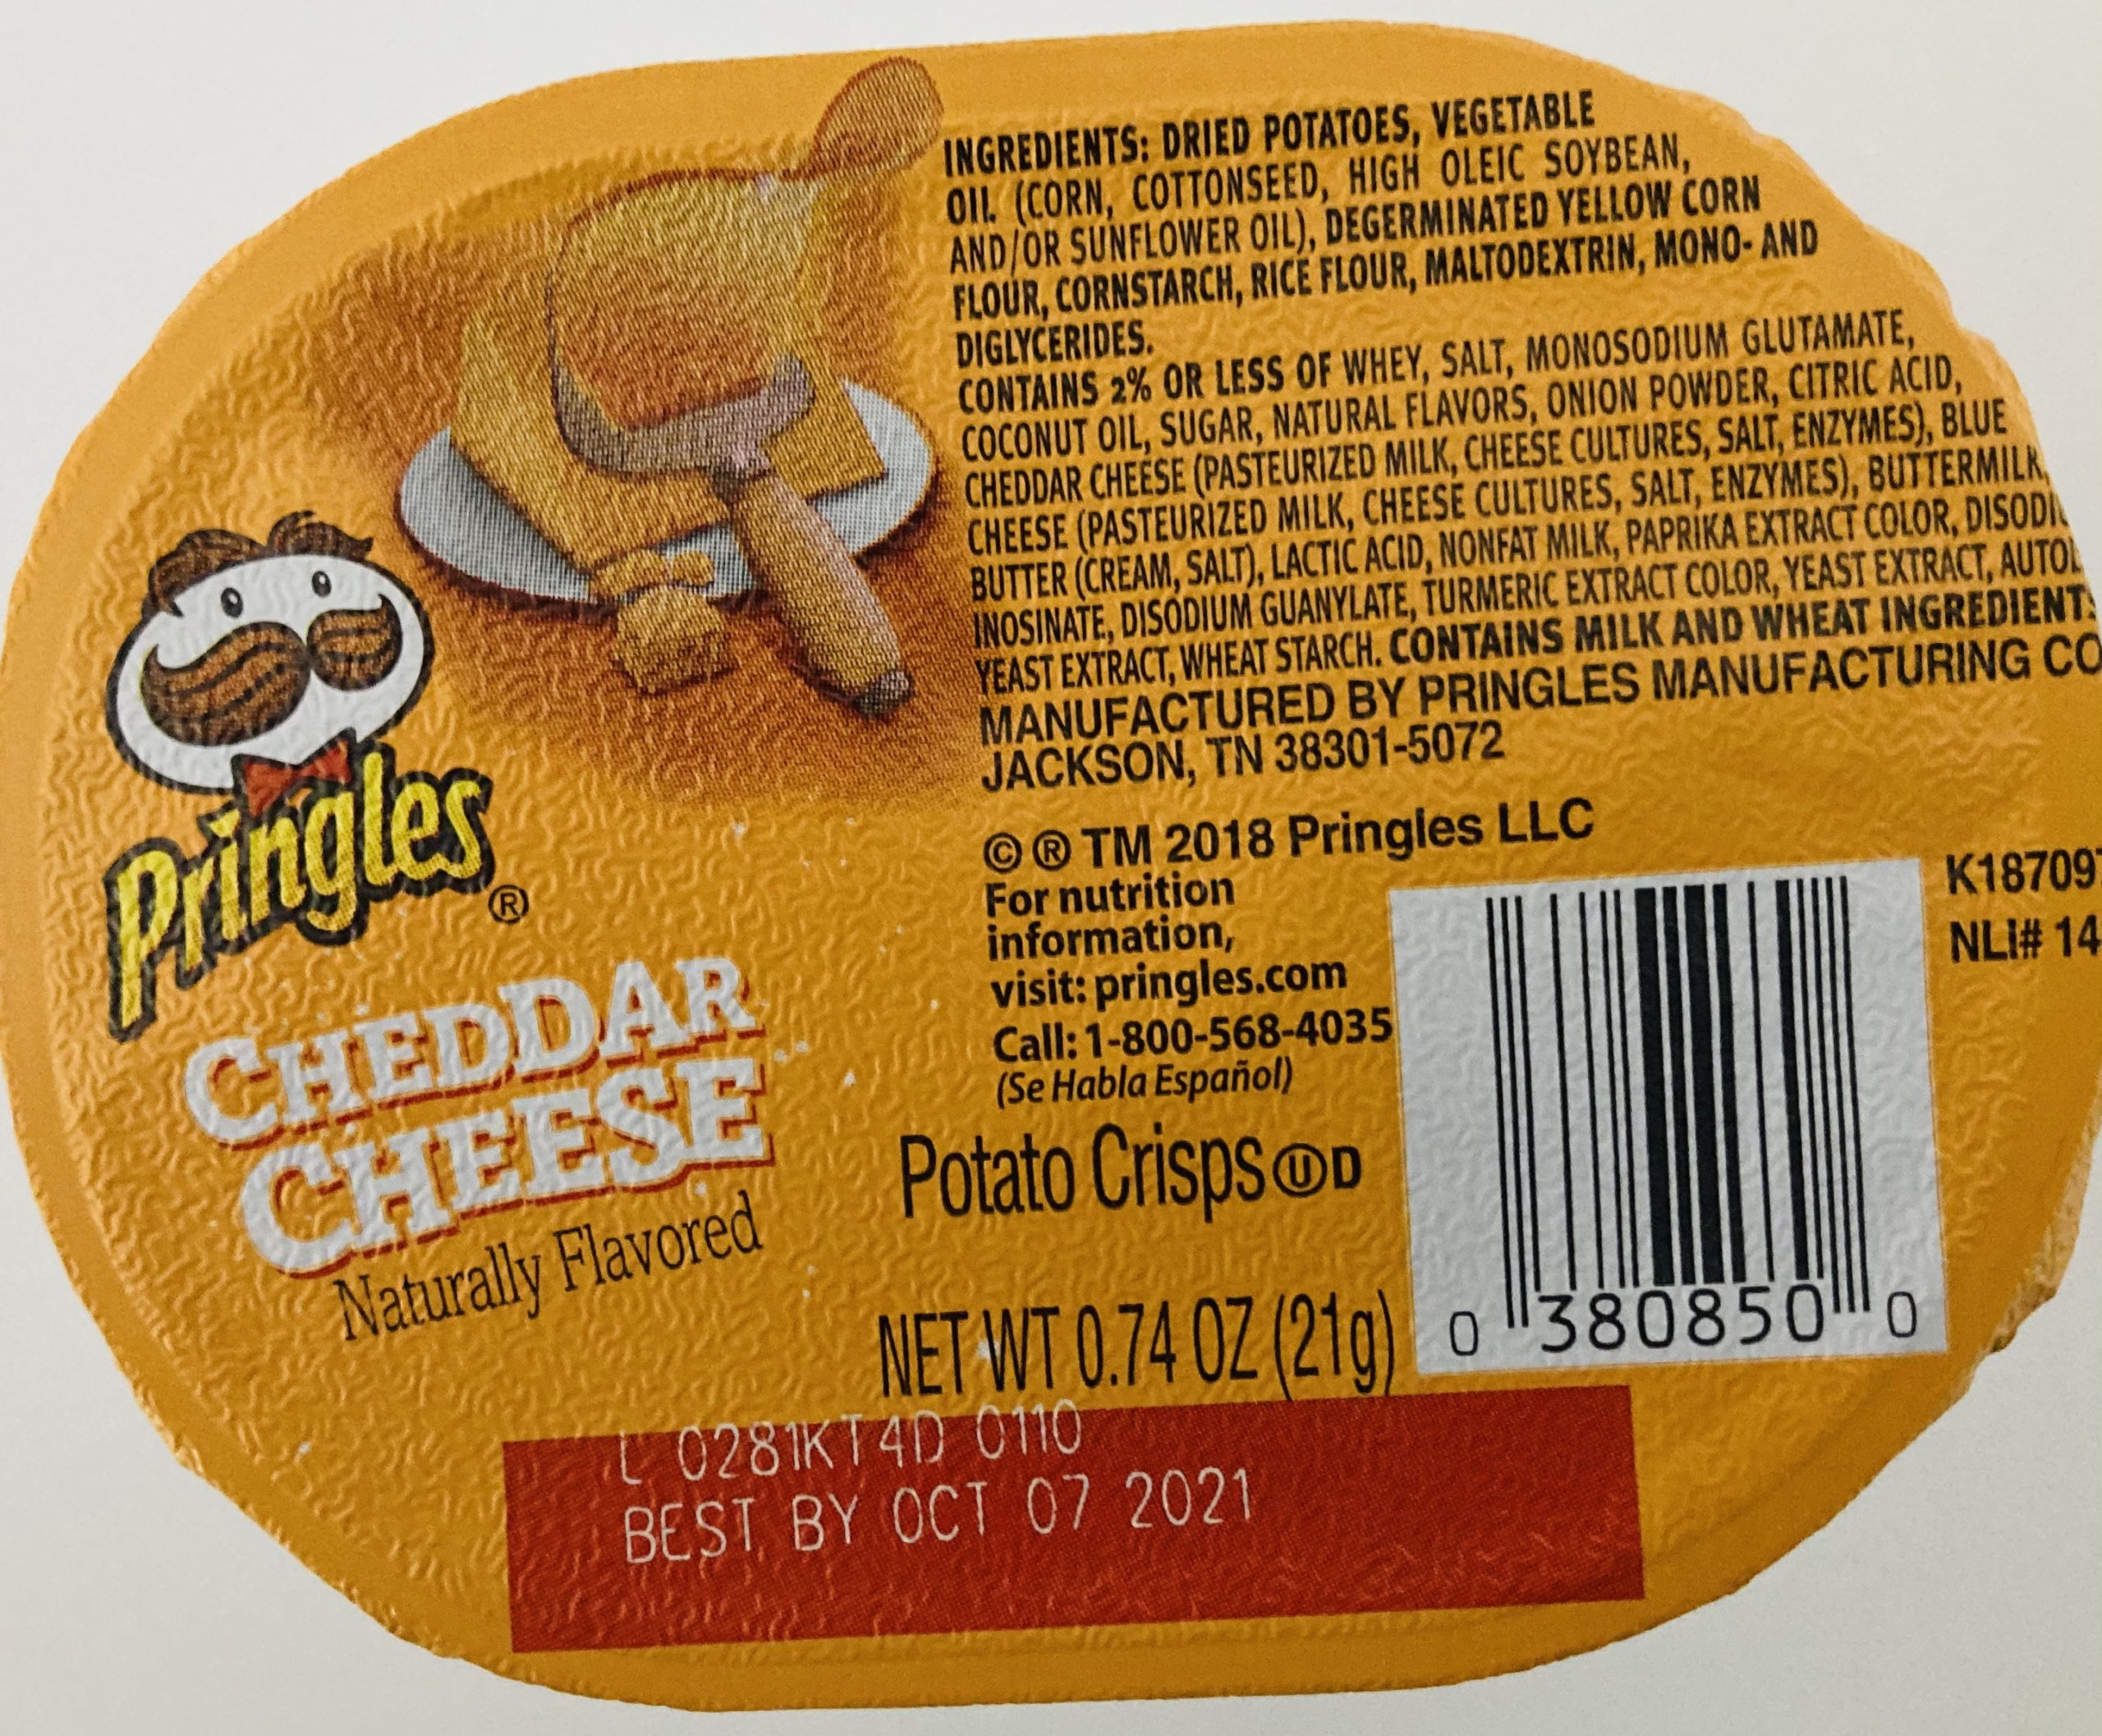 INGREDIENTS: DRIED POTATOES, VEGETABLE
OIL (CORN, COTTONSEED, HIGH OLEIC SOYBEAN,
AND/OR SUNFLOWER OIL), DEGERMINATED YELLOW CORN
FLOUR, CORNSTARCH, RICE FLOUR, MALTODEXTRIN, MONO- AND
DIGLYCERIDES.
CONTAINS 2% OR LESS OF WHEY, SALT, MONOSODIUM GLUTAMATE,
COCONUT OIL, SUGAR, NATURAL FLAVORS, ONION POWDER, CITRIC ACID,
CHEDDAR CHEESE (PASTEURIZED MILK, CHEESE CULTURES, SALT, ENZYMES), BLUE
CHEESE (PASTEURIZED MILK, CHEESE CULTURES, SALT, ENZYMES), BUTTERMILK,
BUTTER (CREAM, SALT), LACTIC ACID, NONFAT MILK, PAPRIKA EXTRACT COLOR, DISODIU
INOSINATE, DISODIUM GUANYLATE, TURMERIC EXTRACT COLOR, YEAST EXTRACT, AUTOL
YEAST EXTRACT, WHEAT STARCH. CONTAINS MILK AND WHEAT INGREDIENTS
MANUFACTURED BY PRINGLES MANUFACTURING CO
JACKSON, TN 38301-5072
© ® TM 2018 Pringles LLC
For nutrition
information,
visit: pringles.com
Call: 1-800-568-4035
(Se Habla Español)
K18709
NLI# 14
Pringles®
CHEDDAR
CHEESE
Naturally Flavored
Potato Crisps Ⓤ D
NET WT 0.74 OZ (21g)
0 380850 0
L 0281KT4D 0110
BEST BY OCT 07 2021